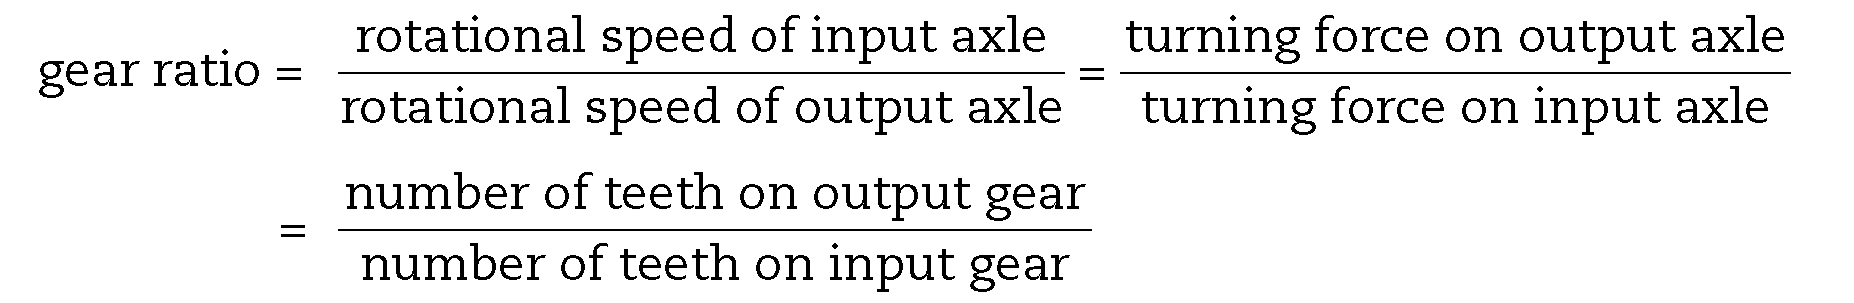 gear ratio = rotational speed of input axle / rotational speed of output axle = turning force on output axle / turning force on input axle
= number of teeth on output gear / number of teeth on input gear